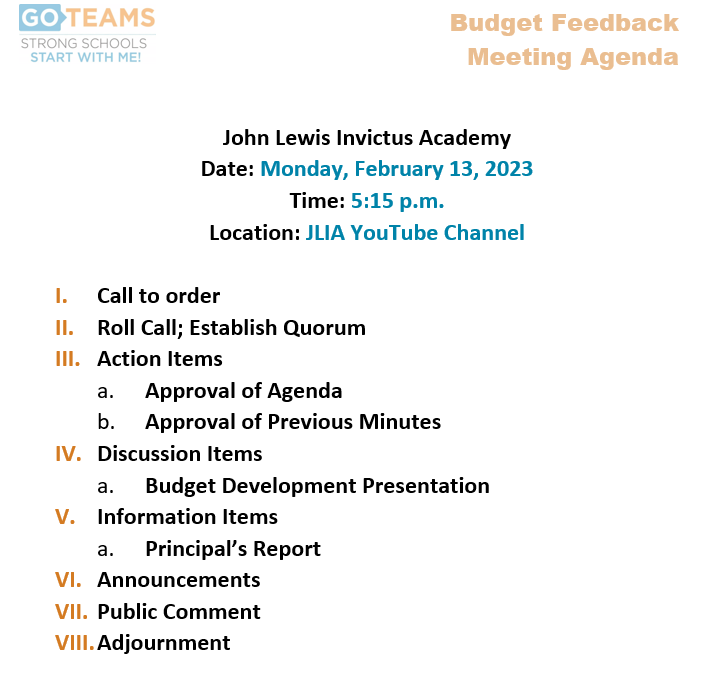 GO TEAMS
STRONG SCHOOLS
START WITH ME!
Budget Feedback
Meeting Agenda
John Lewis Invictus Academy
Date: Monday, February 13, 2023
Time: 5:15 p.m.
Location: JLIA YouTube Channel
I. Call to order
II. Roll Call; Establish Quorum
III. Action Items
a. Approval of Agenda
b. Approval of Previous Minutes
IV. Discussion Items
a. Budget Development Presentation
V. Information Items
a. Principal’s Report
VI. Announcements
VII. Public Comment
VIII. Adjournment